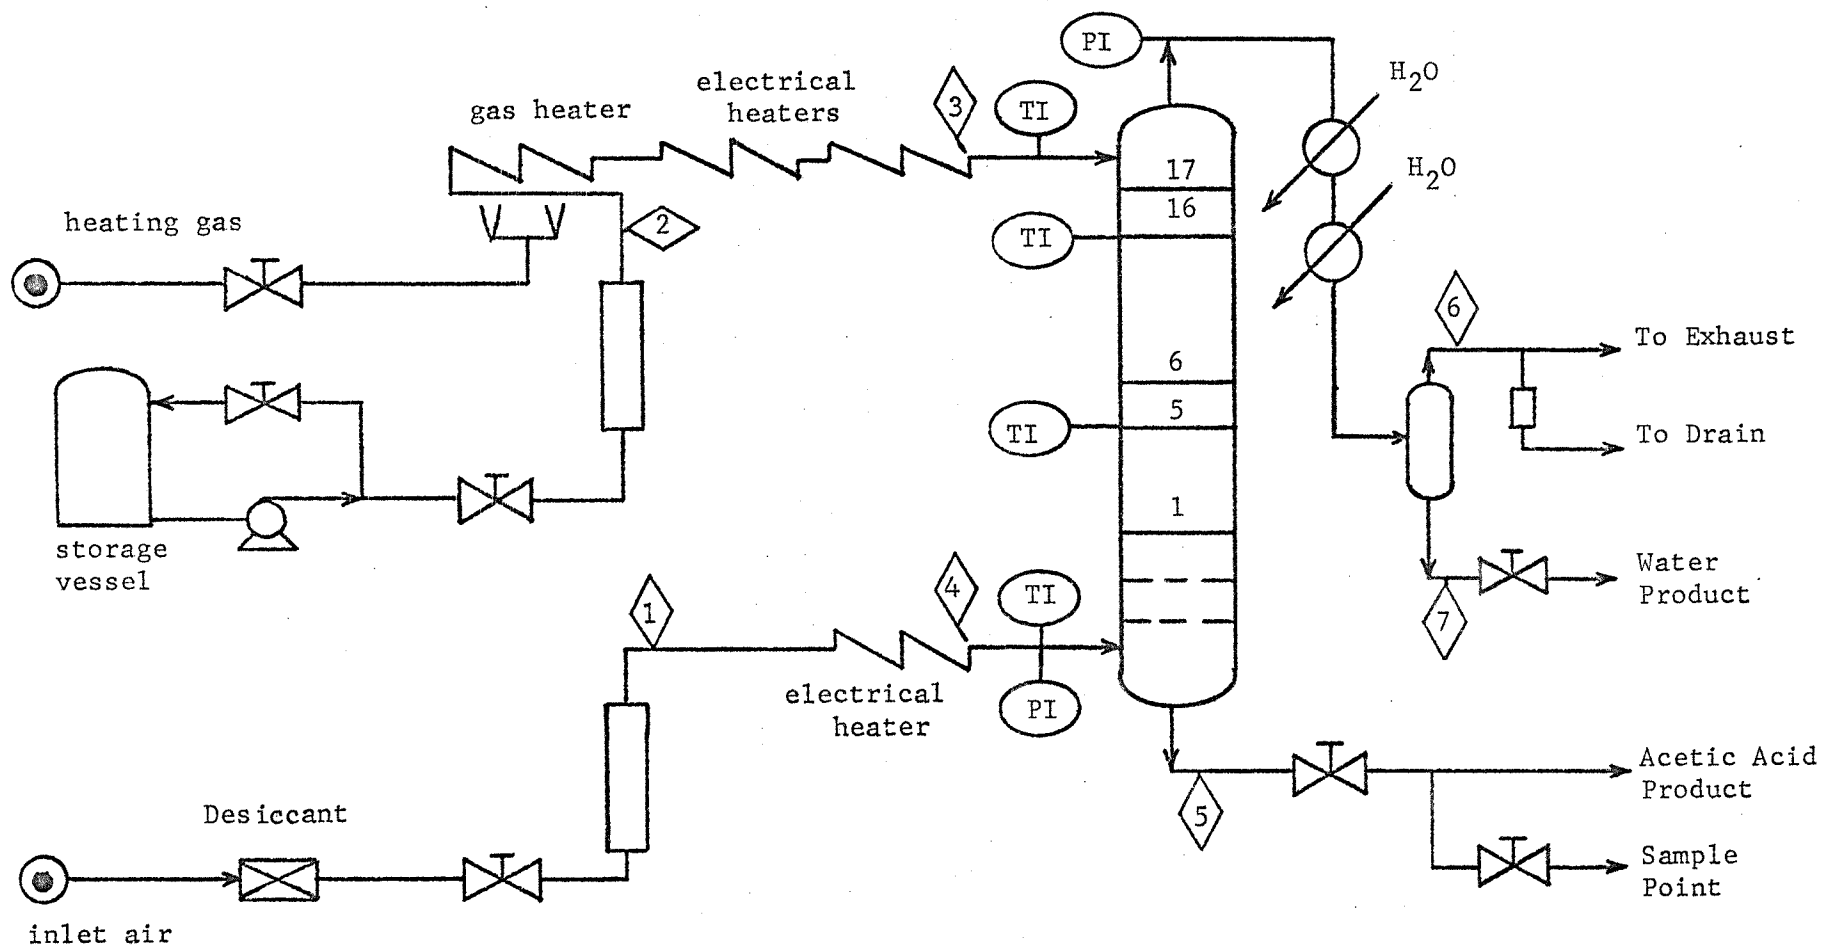 PI
H2O
electrical
heaters
gas heater
3
TI
H2O
17
16
heating gas
2
TI
6
To Exhaust
6
5
TI
To Drain
1
storage
vessel
Water
Product
4
TI
1
7
electrical
heater
PI
Acetic Acid
Product
5
Desiccant
Sample
Point
inlet air